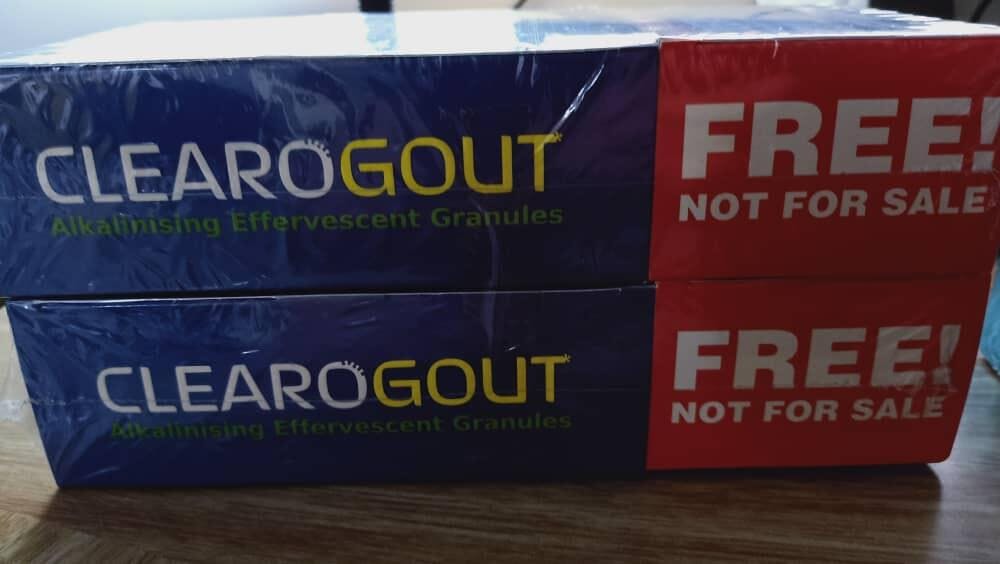 CLEAROGOUT*
Alkalinising Effervescent Granules
FREE!
NOT FOR SALE
CLEAROGOUT*
Alkalinising Effervescent Granules
FREE!
NOT FOR SALE